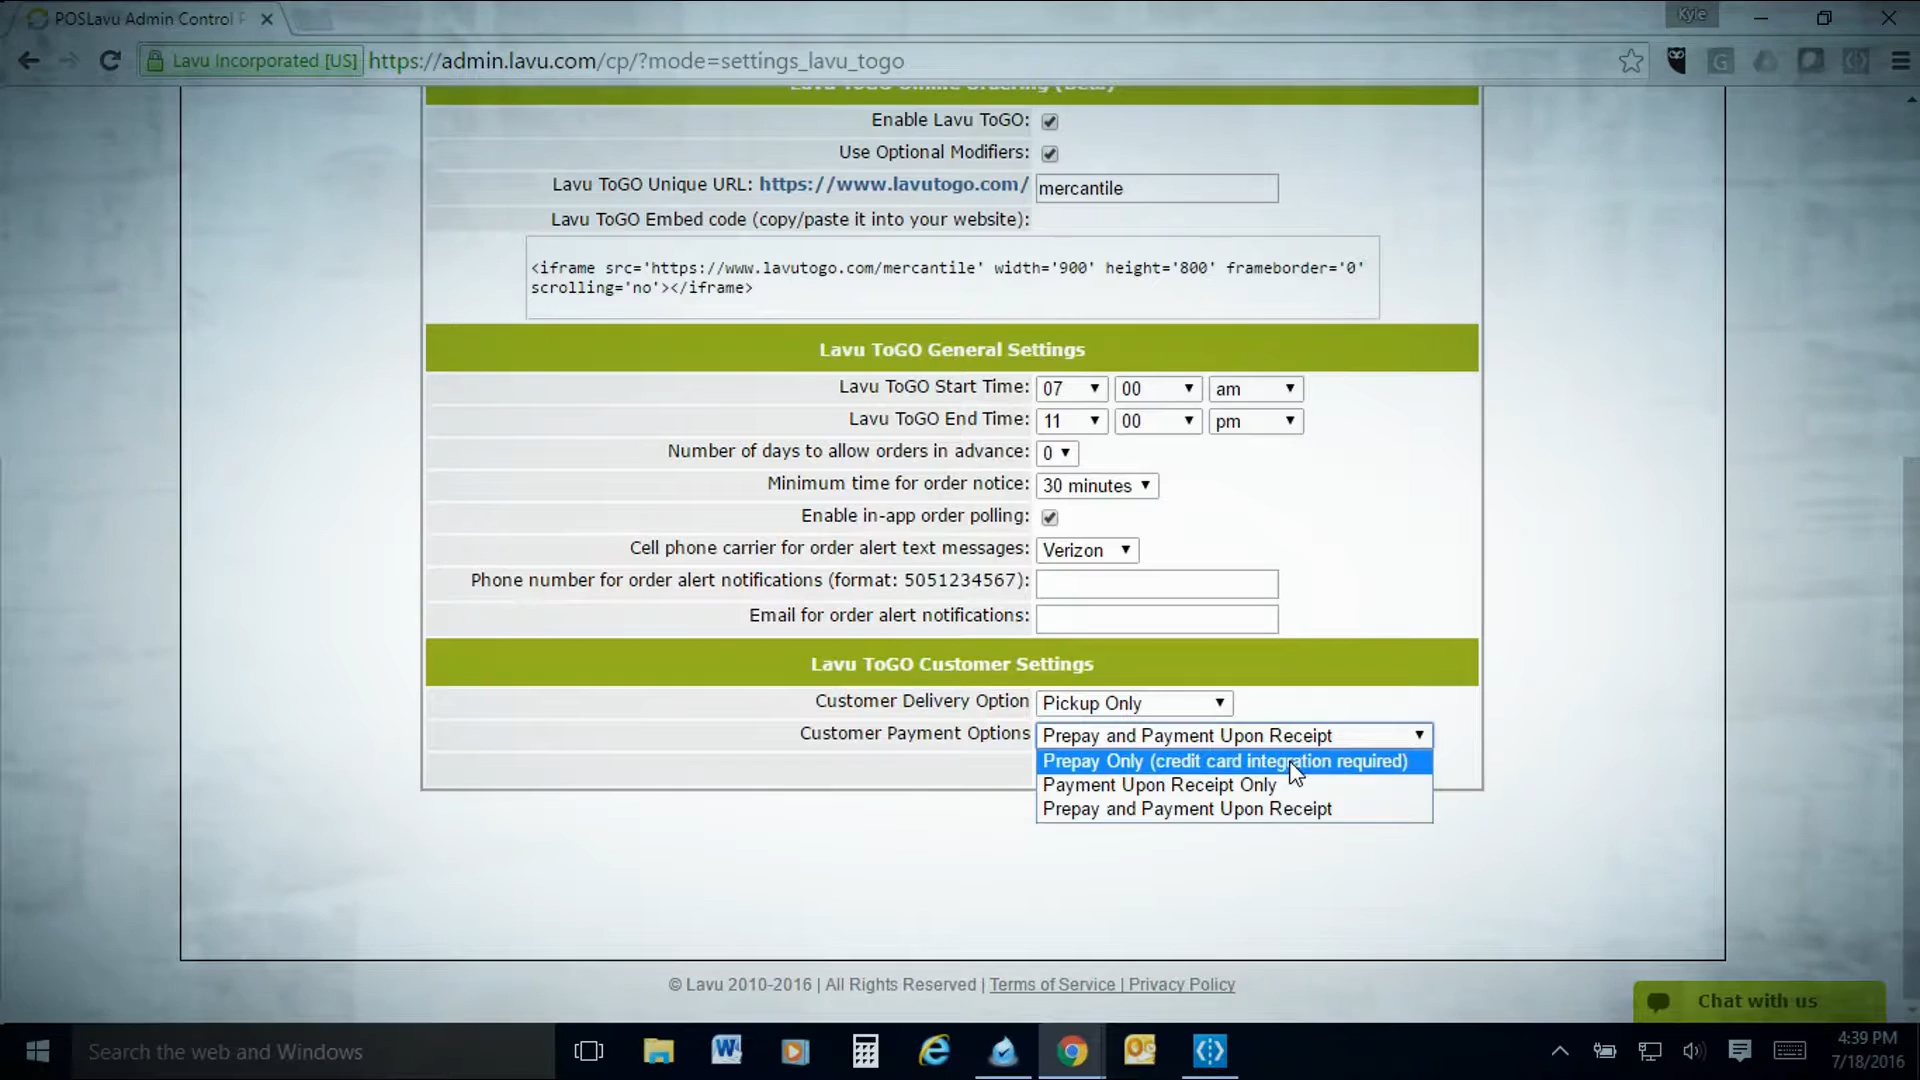 POSLavu Admin Control P
Kyle
Lavu Incorporated [US]
https://admin.lavu.com/cp/?mode=settings_lavu_togo
Lavu ToGO Online Ordering (Beta)
Enable Lavu ToGO:
Use Optional Modifiers:
Lavu ToGO Unique URL: https://www.lavutogo.com/ mercantile
Lavu ToGO Embed code (copy/paste it into your website):
<iframe src='https://www.lavutogo.com/mercantile' width='900' height='800' frameborder='0'
scrolling='no'></iframe>
Lavu ToGO General Settings
Lavu ToGO Start Time: 07 00 am
Lavu ToGO End Time: 11 00 pm
Number of days to allow orders in advance: 0
Minimum time for order notice: 30 minutes
Enable in-app order polling:
Cell phone carrier for order alert text messages: Verizon
Phone number for order alert notifications (format: 5051234567):
Email for order alert notifications:
Lavu ToGO Customer Settings
Customer Delivery Option Pickup Only
Customer Payment Options Prepay and Payment Upon Receipt
Prepay Only (credit card integration required)
Payment Upon Receipt Only
Prepay and Payment Upon Receipt
© Lavu 2010-2016 | All Rights Reserved | Terms of Service | Privacy Policy
Chat with us
Search the web and Windows
4:39 PM
7/18/2016